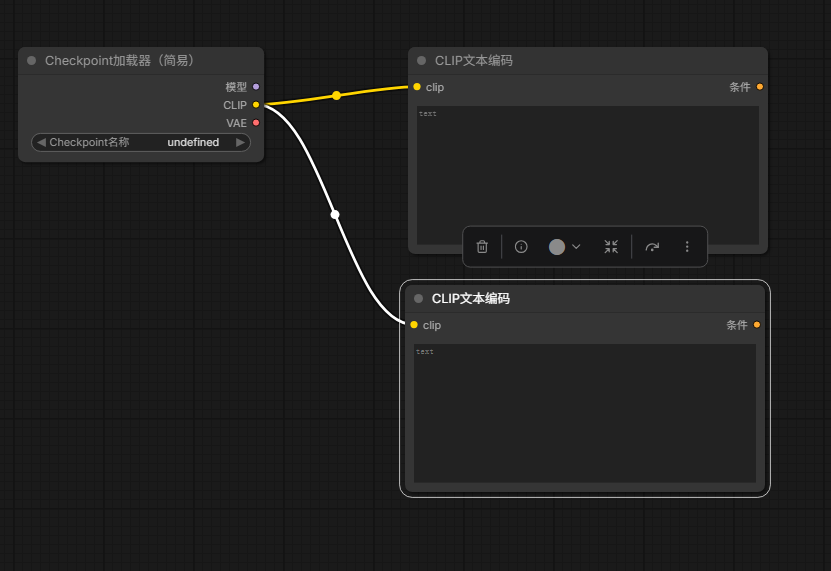 Checkpoint加载器（简易）
模型
CLIP
VAE
Checkpoint名称 undefined
CLIP文本编码
clip 条件
text
CLIP文本编码
clip 条件
text